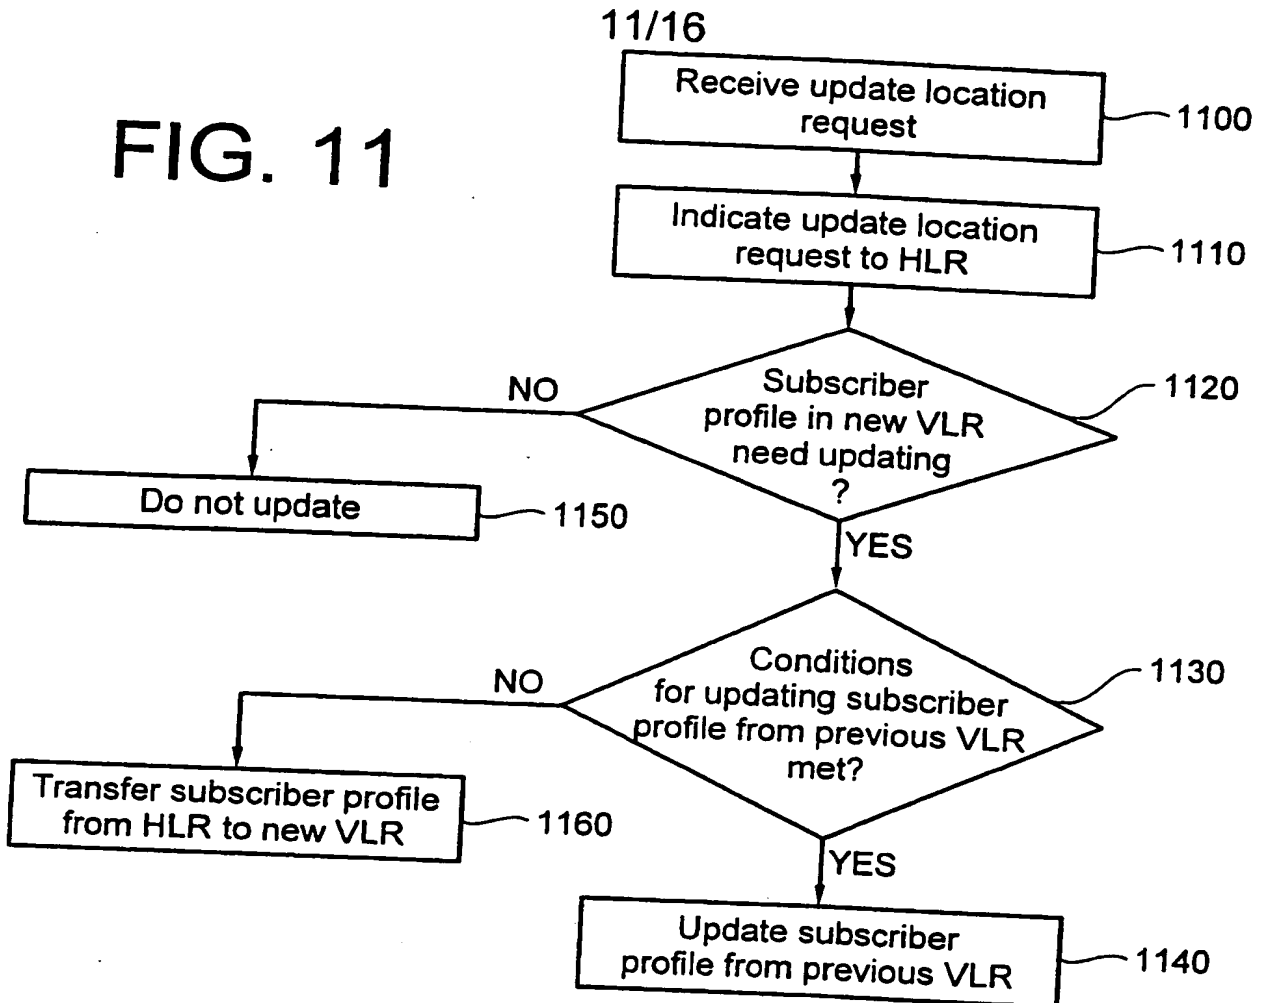 11/16
FIG. 11
Receive update location
request
1100
Indicate update location
request to HLR
1110
Subscriber
profile in new VLR
need updating
?
1120
NO
YES
Do not update
1150
Conditions
for updating subscriber
profile from previous VLR
met?
1130
NO
YES
Transfer subscriber profile
from HLR to new VLR
1160
Update subscriber
profile from previous VLR
1140